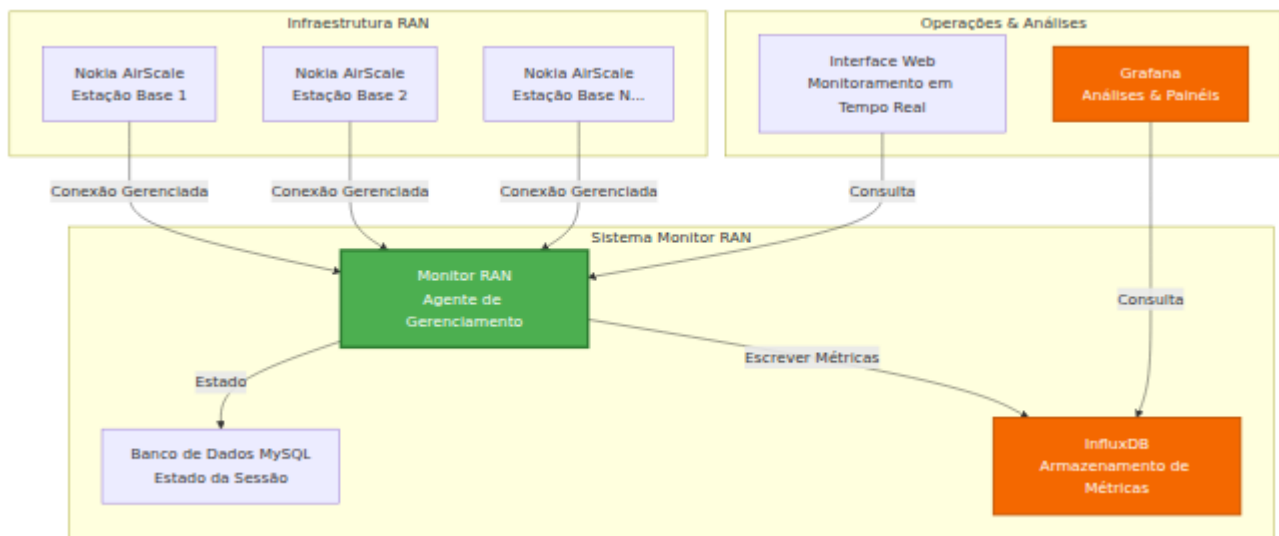 Infraestrutura RAN
Operações & Análises
Nokia AirScale
Estação Base 1
Nokia AirScale
Estação Base 2
Nokia AirScale
Estação Base N...
Interface Web
Monitoramento em
Tempo Real
Grafana
Análises & Painéis
Conexão Gerenciada
Conexão Gerenciada
Conexão Gerenciada
Consulta
Sistema Monitor RAN
Monitor RAN
Agente de
Gerenciamento
Consulta
Escrever Métricas
Estado
Banco de Dados MySQL
Estado da Sessão
InfluxDB
Armazenamento de
Métricas